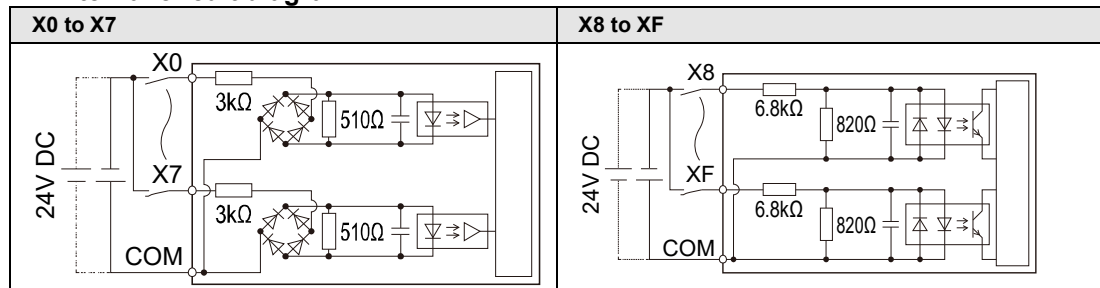 X0 to X7
X8 to XF
X0
3kΩ
510Ω
24V DC
X7
3kΩ
510Ω
COM
X8
6.8kΩ
820Ω
24V DC
XF
6.8kΩ
820Ω
COM